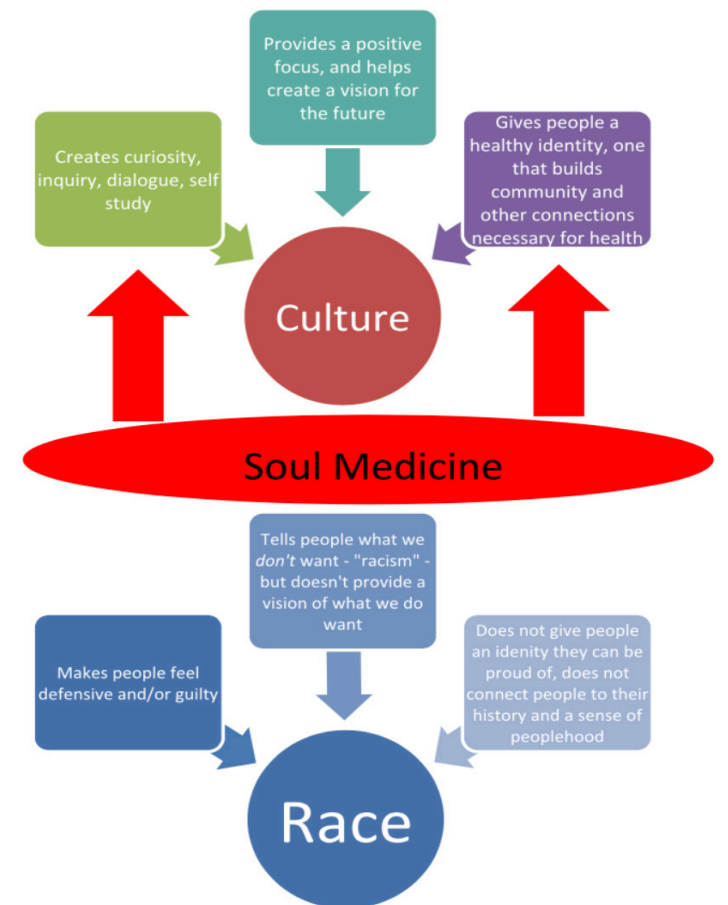 Provides a positive
focus, and helps
create a vision for
the future
Creates curiosity,
inquiry, dialogue, self
study
Gives people a
healthy identity, one
that builds
community and
other connections
necessary for health
Culture
Soul Medicine
Tells people what we
don't want - "racism" -
but doesn't provide a
vision of what we do
want
Makes people feel
defensive and/or guilty
Does not give people
an idenity they can be
proud of, does not
connect people to their
history and a sense of
peoplehood
Race